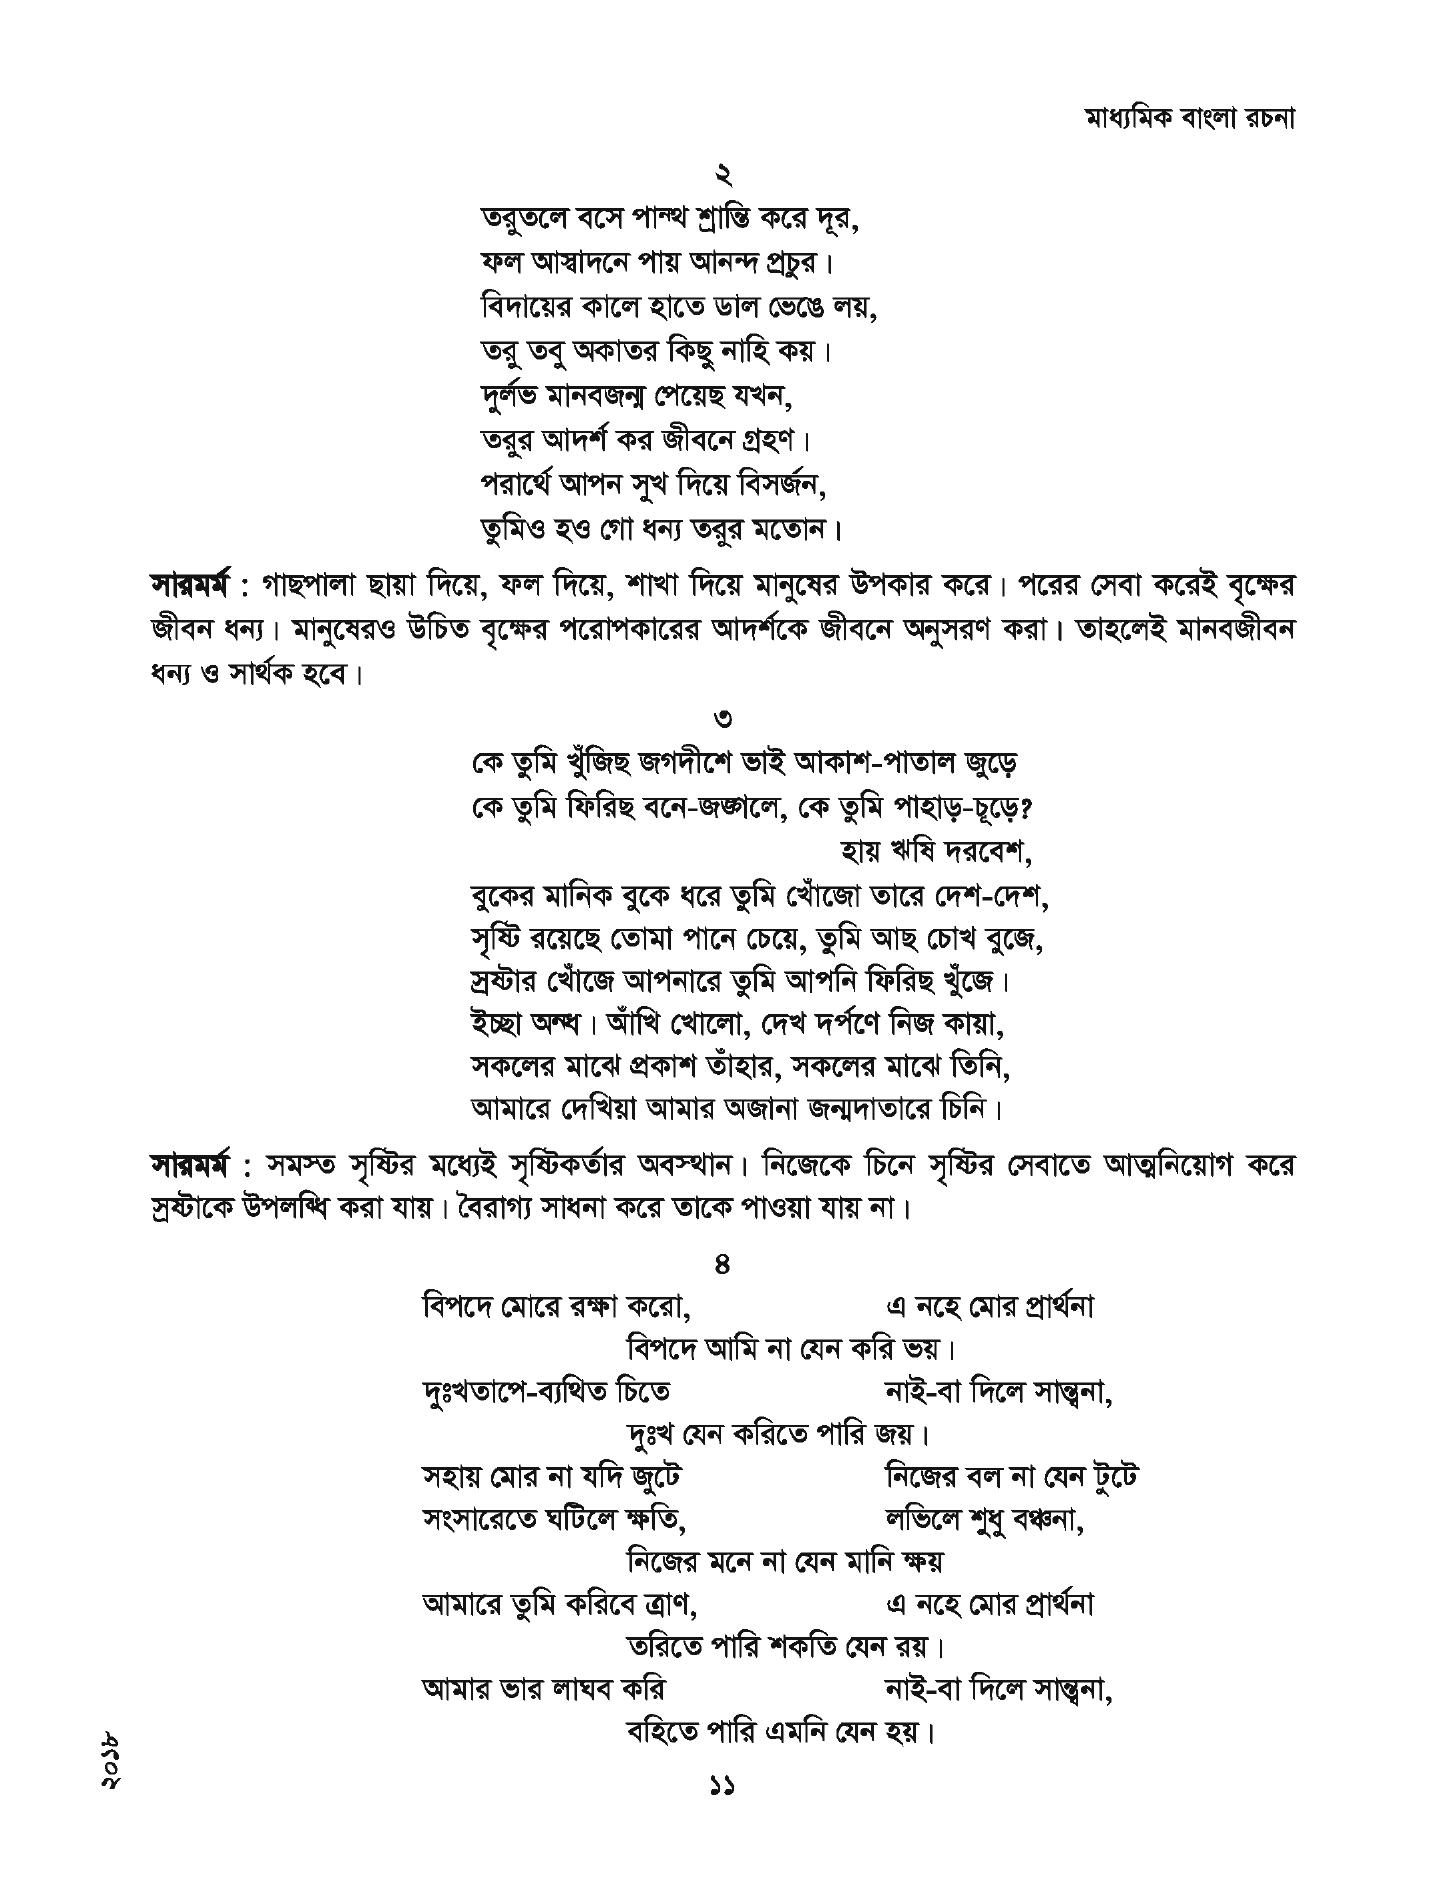 মাধ্যমিক বাংলা রচনা
২
তরুতলে বসে পান্থ শ্রান্তি করে দূর,
ফল আস্বাদনে পায় আনন্দ প্রচুর।
বিদায়ের কালে হাতে ডাল ভেঙে লয়,
তরু তবু অকাতর কিছু নাহি কয়।
দুর্লভ মানবজন্ম পেয়েছ যখন,
তরুর আদর্শ কর জীবনে গ্রহণ।
পরার্থে আপন সুখ দিয়ে বিসর্জন,
তুমিও হও গো ধন্য তরুর মতোন।
সারমর্ম : গাছপালা ছায়া দিয়ে, ফল দিয়ে, শাখা দিয়ে মানুষের উপকার করে। পরের সেবা করেই বৃক্ষের
জীবন ধন্য। মানুষেরও উচিত বৃক্ষের পরোপকারের আদর্শকে জীবনে অনুসরণ করা। তাহলেই মানবজীবন
ধন্য ও সার্থক হবে।
৩
কে তুমি খুঁজিছ জগদীশে ভাই আকাশ-পাতাল জুড়ে
কে তুমি ফিরিছ বনে-জঙ্গলে, কে তুমি পাহাড়-চূড়ে?
হায় ঋষি দরবেশ,
বুকের মানিক বুকে ধরে তুমি খোঁজো তারে দেশ-দেশ,
সৃষ্টি রয়েছে তোমা পানে চেয়ে, তুমি আছ চোখ বুজে,
স্রষ্টার খোঁজে আপনারে তুমি আপনি ফিরিছ খুঁজে।
ইচ্ছা অন্ধ। আঁখি খোলো, দেখ দর্পণে নিজ কায়া,
সকলের মাঝে প্রকাশ তাঁহার, সকলের মাঝে তিনি,
আমারে দেখিয়া আমার অজানা জন্মদাতারে চিনি।
সারমর্ম : সমস্ত সৃষ্টির মধ্যেই সৃষ্টিকর্তার অবস্থান। নিজেকে চিনে সৃষ্টির সেবাতে আত্মনিয়োগ করে
স্রষ্টাকে উপলব্ধি করা যায়। বৈরাগ্য সাধনা করে তাকে পাওয়া যায় না।
৪
বিপদে মোরে রক্ষা করো, এ নহে মোর প্রার্থনা
বিপদে আমি না যেন করি ভয়।
দুঃখতাপে-ব্যথিত চিতে নাই-বা দিলে সান্ত্বনা,
দুঃখ যেন করিতে পারি জয়।
সহায় মোর না যদি জুটে নিজের বল না যেন টুটে
সংসারেতে ঘটিলে ক্ষতি, লভিলে শুধু বঞ্চনা,
নিজের মনে না যেন মানি ক্ষয়
আমারে তুমি করিবে ত্রাণ, এ নহে মোর প্রার্থনা
তরিতে পারি শকতি যেন রয়।
আমার ভার লাঘব করি নাই-বা দিলে সান্ত্বনা,
বহিতে পারি এমনি যেন হয়।
২০১৮
১১